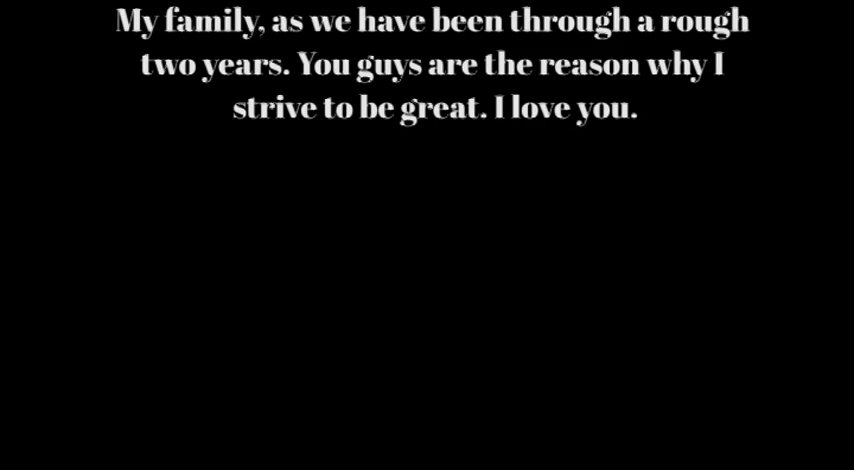 My family, as we have been through a rough
two years. You guys are the reason why I
strive to be great. I love you.